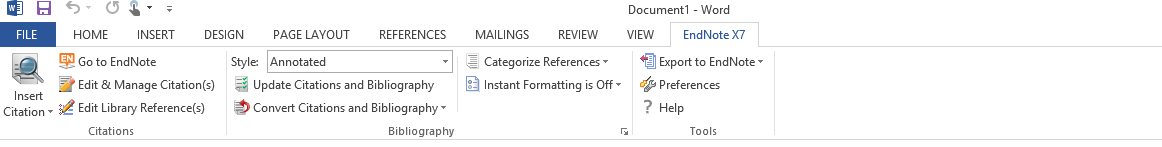 Document1 - Word
FILE HOME INSERT DESIGN PAGE LAYOUT REFERENCES MAILINGS REVIEW VIEW EndNote X7
Insert Citation
EN Go to EndNote
Edit & Manage Citation(s)
Edit Library Reference(s)
Citations
Style: Annotated
Update Citations and Bibliography
Convert Citations and Bibliography
Categorize References
Instant Formatting is Off
Bibliography
Export to EndNote
Preferences
? Help
Tools